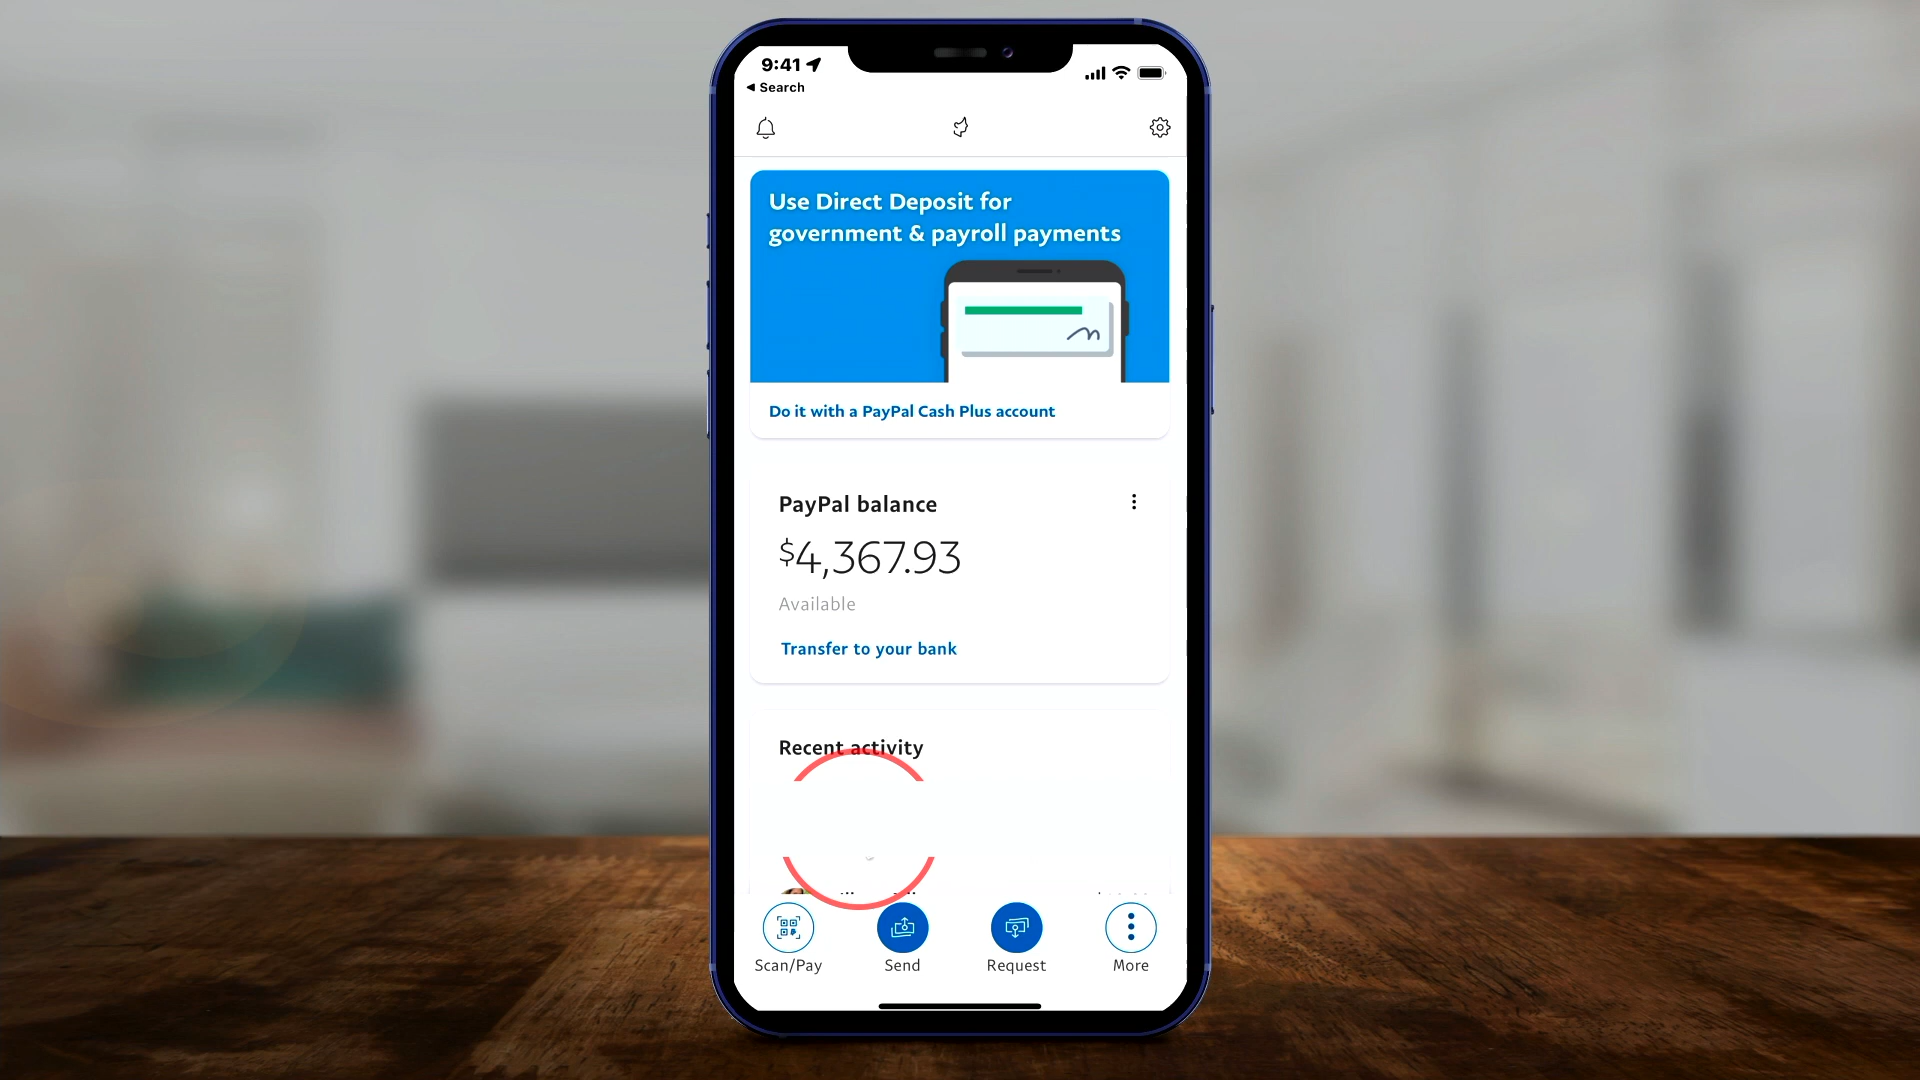 9:41
◀ Search
Use Direct Deposit for
government & payroll payments
Do it with a PayPal Cash Plus account
PayPal balance
$4,367.93
Available
Transfer to your bank
Recent activity
Scan/Pay
Send
Request
More